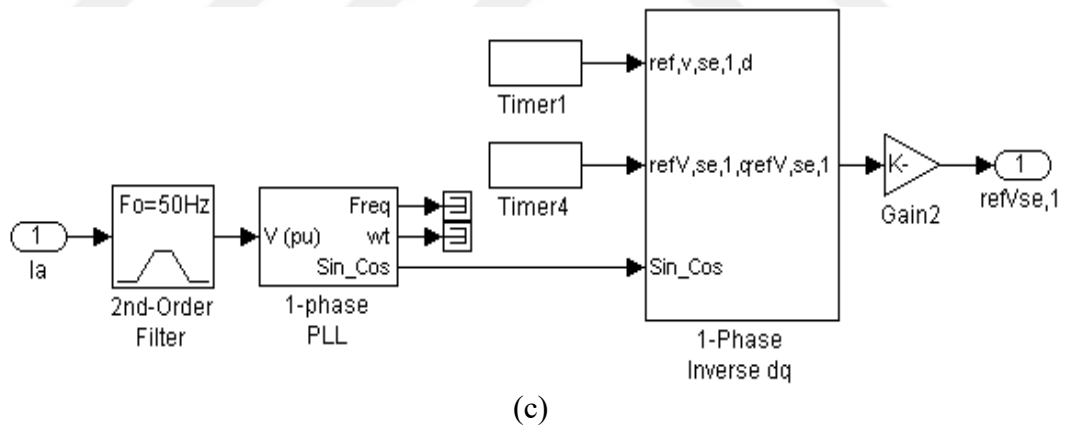 ref,v,se,1,d
Timer1
refV,se,1,qrefV,se,1
K-
1
Timer4
Gain2
refVse,1
Fo=50Hz
Freq
1
V (pu)
wt
Ia
Sin_Cos
Sin_Cos
2nd-Order
Filter
1-phase
PLL
1-Phase
Inverse dq
(c)